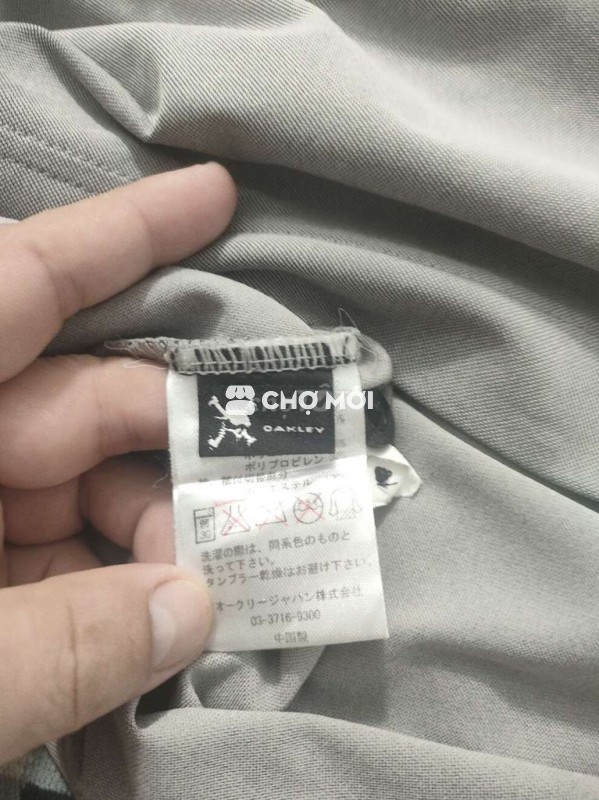 CHỢ MỚI
OAKLEY
ポリプロピレン
洗濯の際は、同系色のものと
洗って下さい。
タンブラー乾燥はお避け下さい。
オークリージャパン株式会社
03-3716-9300
中国製